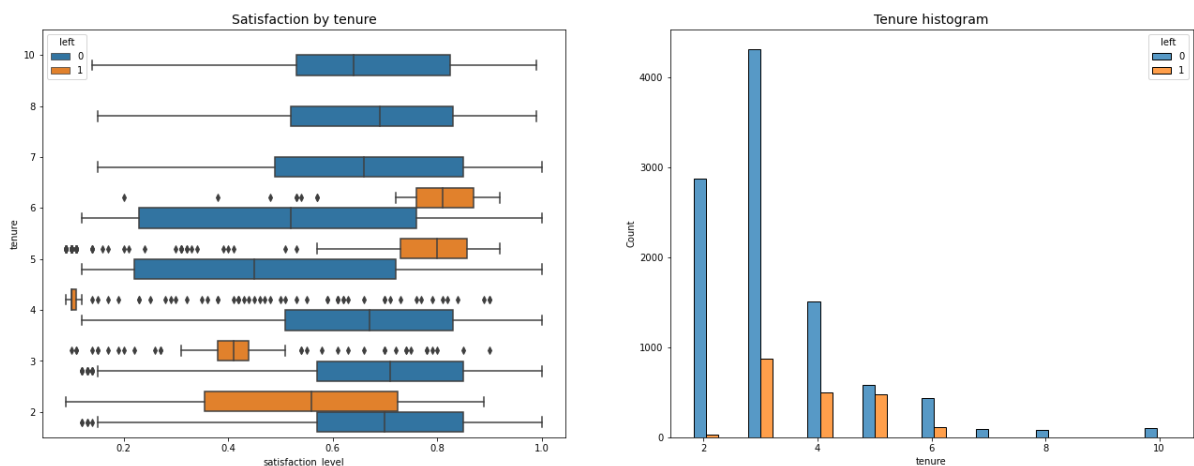 Satisfaction by tenure
left
0
1
10
8
7
6
5
4
3
2
tenure
0.2 0.4 0.6 0.8 1.0
satisfaction_level
Tenure histogram
left
0
1
4000
3000
2000
1000
0
Count
2 4 6 8 10
tenure